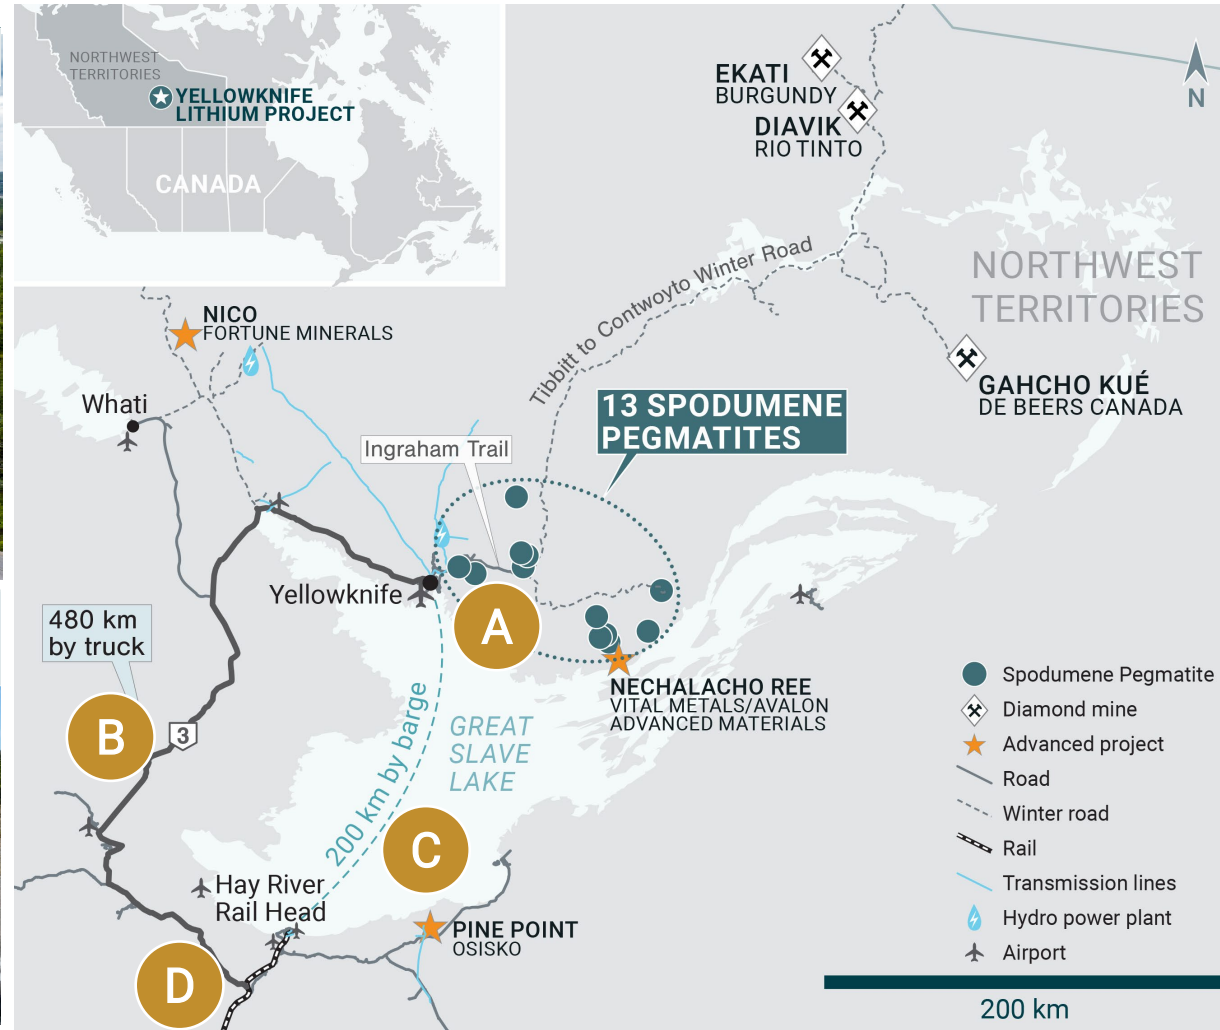 NORTHWEST
TERRITORIES
YELLOWKNIFE
LITHIUM PROJECT
CANADA
EKATI
BURGUNDY
DIAVIK
RIO TINTO
N
NORTHWEST
TERRITORIES
Tibbitt to Contwoyto Winter Road
NICO
FORTUNE MINERALS
GAHCHO KUÉ
DE BEERS CANADA
Whati
13 SPODUMENE
PEGMATITES
Ingraham Trail
Yellowknife
A
480 km
by truck
B
3
NECHALACHO REE
VITAL METALS/AVALON
ADVANCED MATERIALS
200 km by barge
GREAT
SLAVE
LAKE
C
Hay River
Rail Head
PINE POINT
OSISKO
D
Spodumene Pegmatite
Diamond mine
Advanced project
Road
Winter road
Rail
Transmission lines
Hydro power plant
Airport
200 km